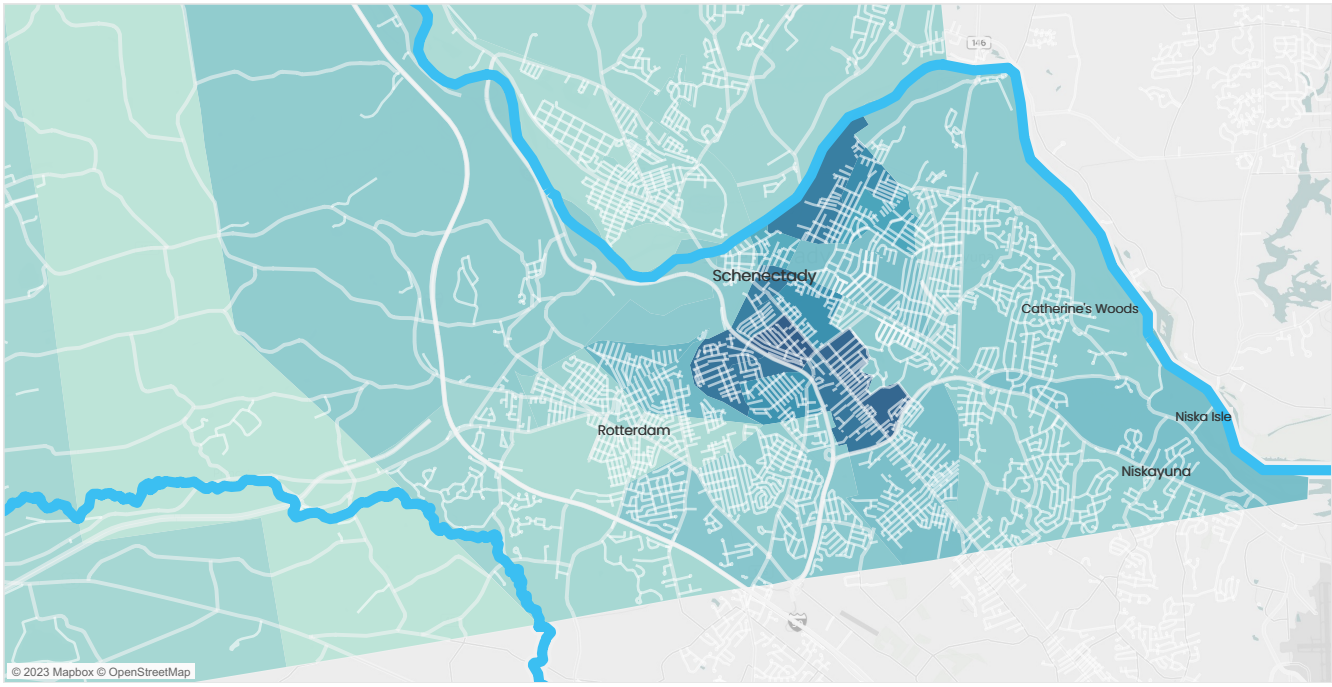 146
Schenectady
Catherine's Woods
Niska Isle
Rotterdam
Niskayuna
© 2023 Mapbox © OpenStreetMap